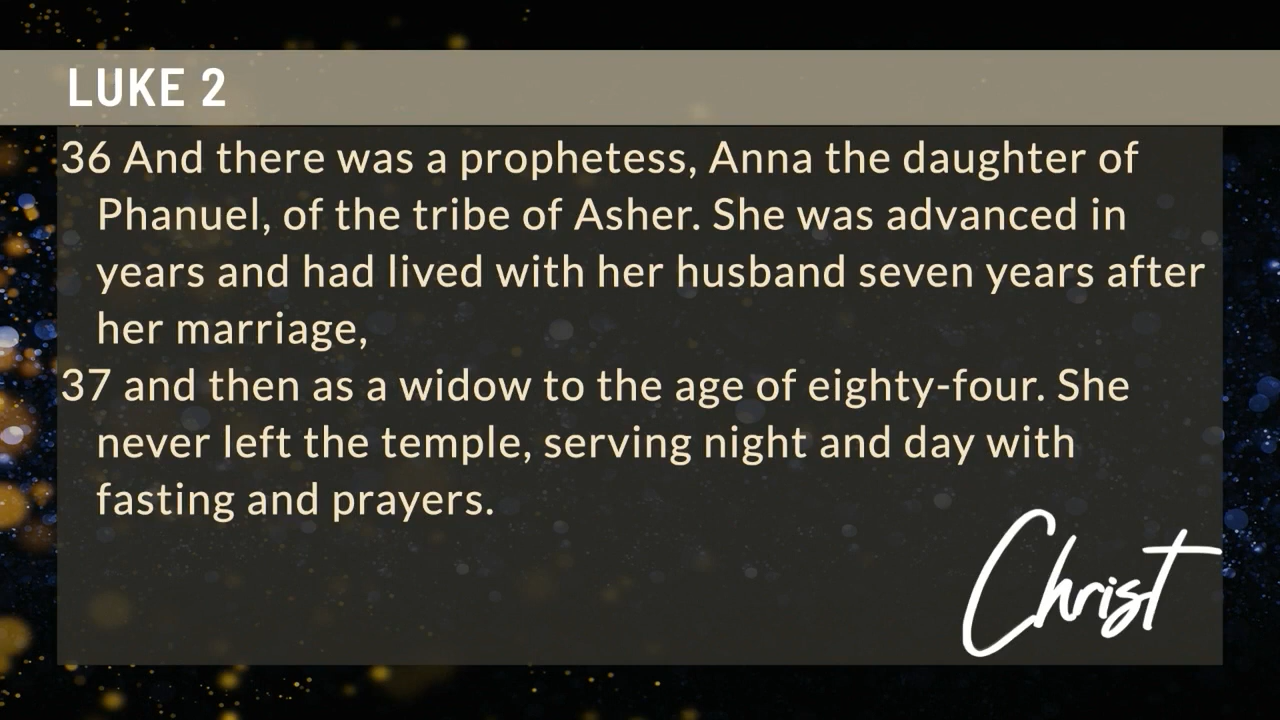 LUKE 2
36 And there was a prophetess, Anna the daughter of
Phanuel, of the tribe of Asher. She was advanced in
years and had lived with her husband seven years after
her marriage,
37 and then as a widow to the age of eighty-four. She
never left the temple, serving night and day with
fasting and prayers.
Christ